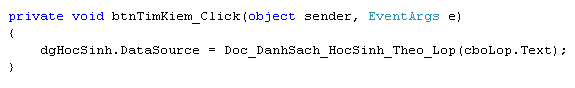 private void btnTimKiem_Click(object sender, EventArgs e)
{
    dgHocSinh.DataSource = Doc_DanhSach_HocSinh_Theo_Lop(cboLop.Text);
}